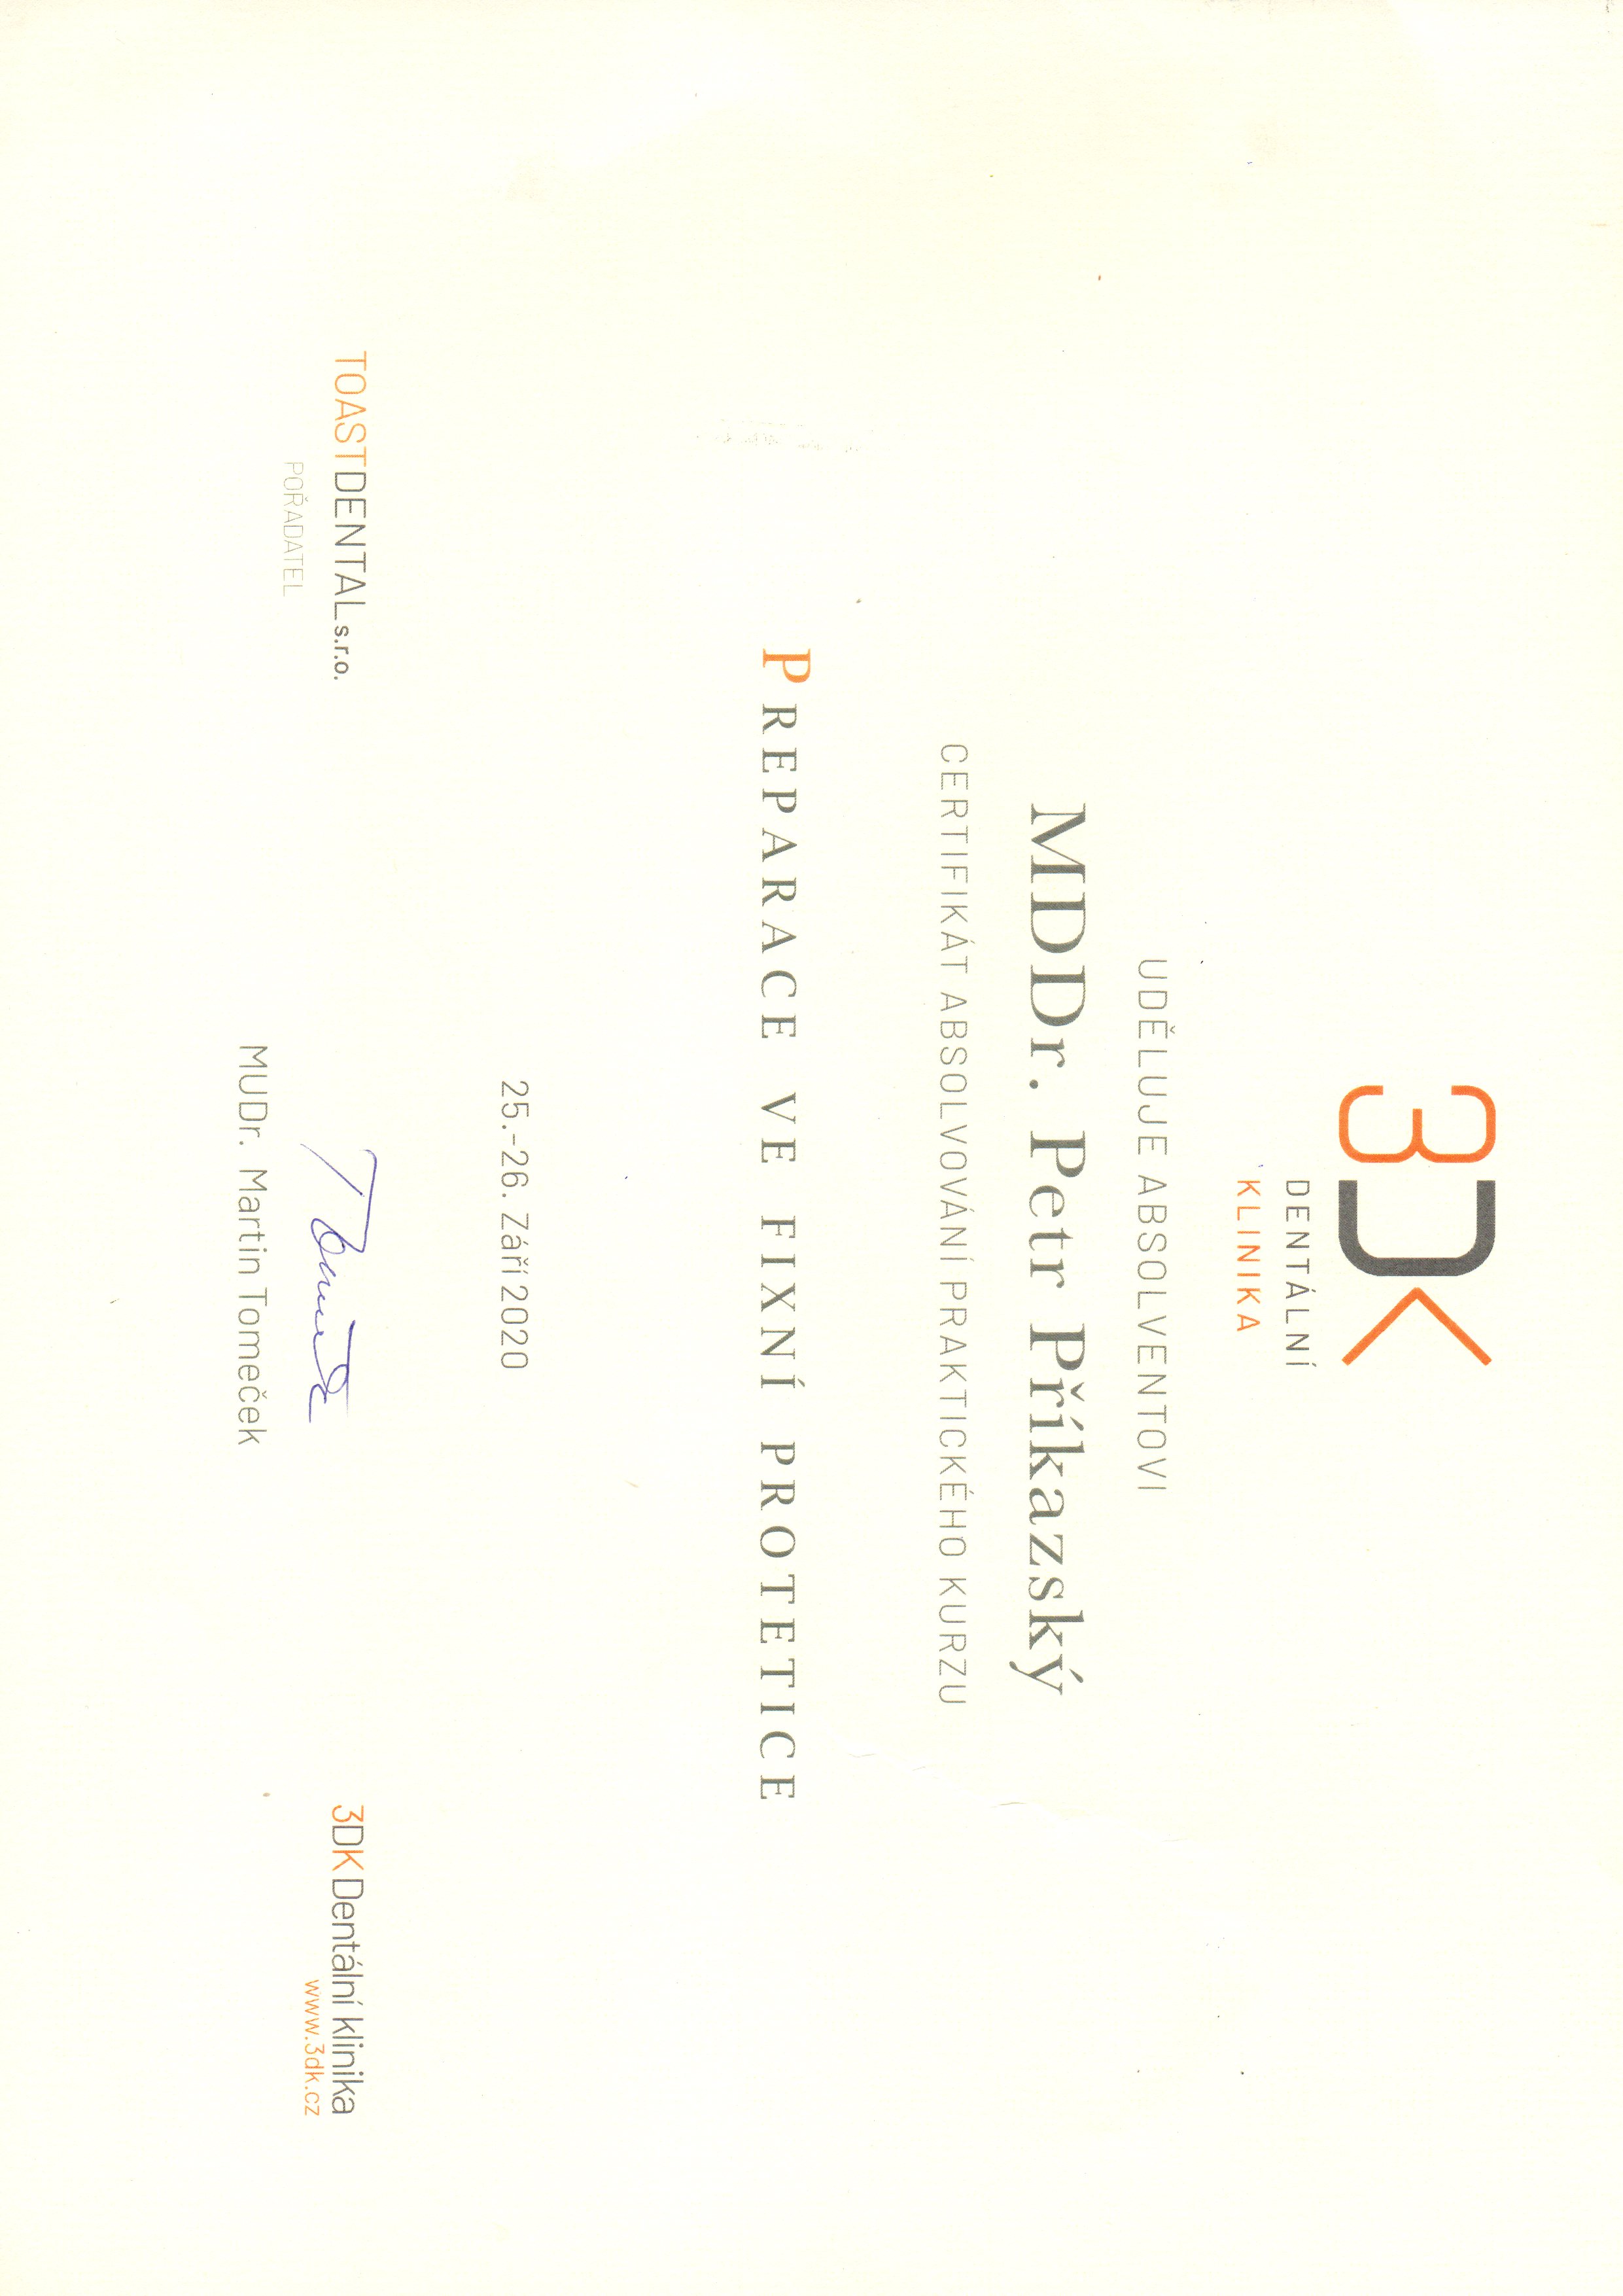 3DK
DENTÁLNÍ
KLINIKA
UDĚLUJE ABSOLVENTOVI
MDDr. Petr Příkazský
CERTIFIKÁT ABSOLVOVÁNÍ PRAKTICKÉHO KURZU
PREPARACE VE FIXNÍ PROTETICE
25.-26. Září 2020
TOASTDENTAL s.r.o.
POŘADATEL
MUDr. Martin Tomeček
3DK Dentální klinika
www.3dk.cz